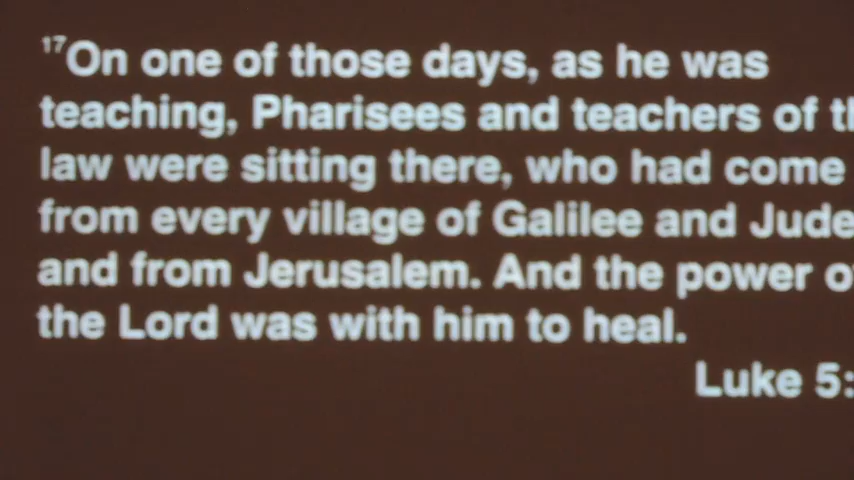 17On one of those days, as he was
teaching, Pharisees and teachers of th
law were sitting there, who had come
from every village of Galilee and Jude
and from Jerusalem. And the power o
the Lord was with him to heal.
Luke 5: